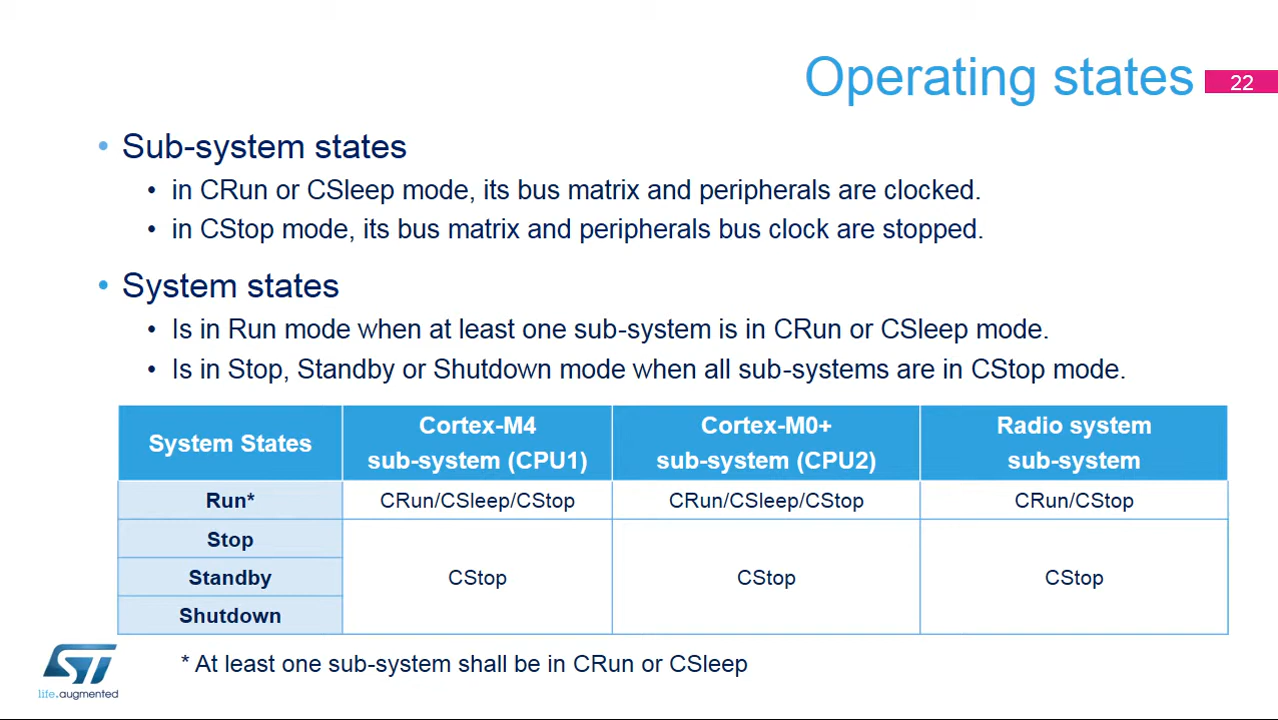 Operating states
22
• Sub-system states
• in CRun or CSleep mode, its bus matrix and peripherals are clocked.
• in CStop mode, its bus matrix and peripherals bus clock are stopped.
• System states
• Is in Run mode when at least one sub-system is in CRun or CSleep mode.
• Is in Stop, Standby or Shutdown mode when all sub-systems are in CStop mode.
System States
Cortex-M4
sub-system (CPU1)
Cortex-M0+
sub-system (CPU2)
Radio system
sub-system
Run*
CRun/CSleep/CStop
CRun/CSleep/CStop
CRun/CStop
Stop
Standby
Shutdown
CStop
CStop
CStop
* At least one sub-system shall be in CRun or CSleep
ST
life.augmented